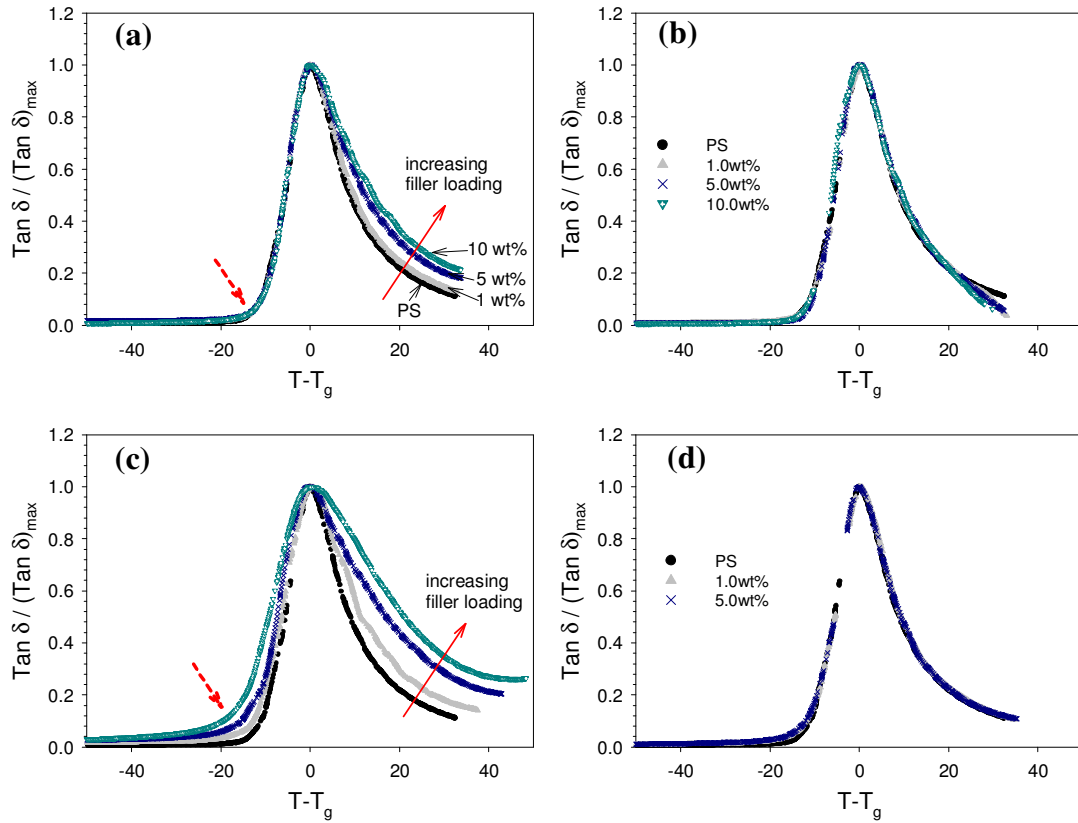 (a)
Tan δ / (Tan δ)max
1.2
1.0
0.8
0.6
0.4
0.2
0.0
increasing
filler loading
10 wt%
5 wt%
1 wt%
PS
-40 -20 0 20 40
T-Tg
(b)
Tan δ / (Tan δ)max
1.2
1.0
0.8
0.6
0.4
0.2
0.0
PS
1.0wt%
5.0wt%
10.0wt%
-40 -20 0 20 40
T-Tg
(c)
Tan δ / (Tan δ)max
1.2
1.0
0.8
0.6
0.4
0.2
0.0
increasing
filler loading
-40 -20 0 20 40
T-Tg
(d)
Tan δ / (Tan δ)max
1.2
1.0
0.8
0.6
0.4
0.2
0.0
PS
1.0wt%
5.0wt%
-40 -20 0 20 40
T-Tg